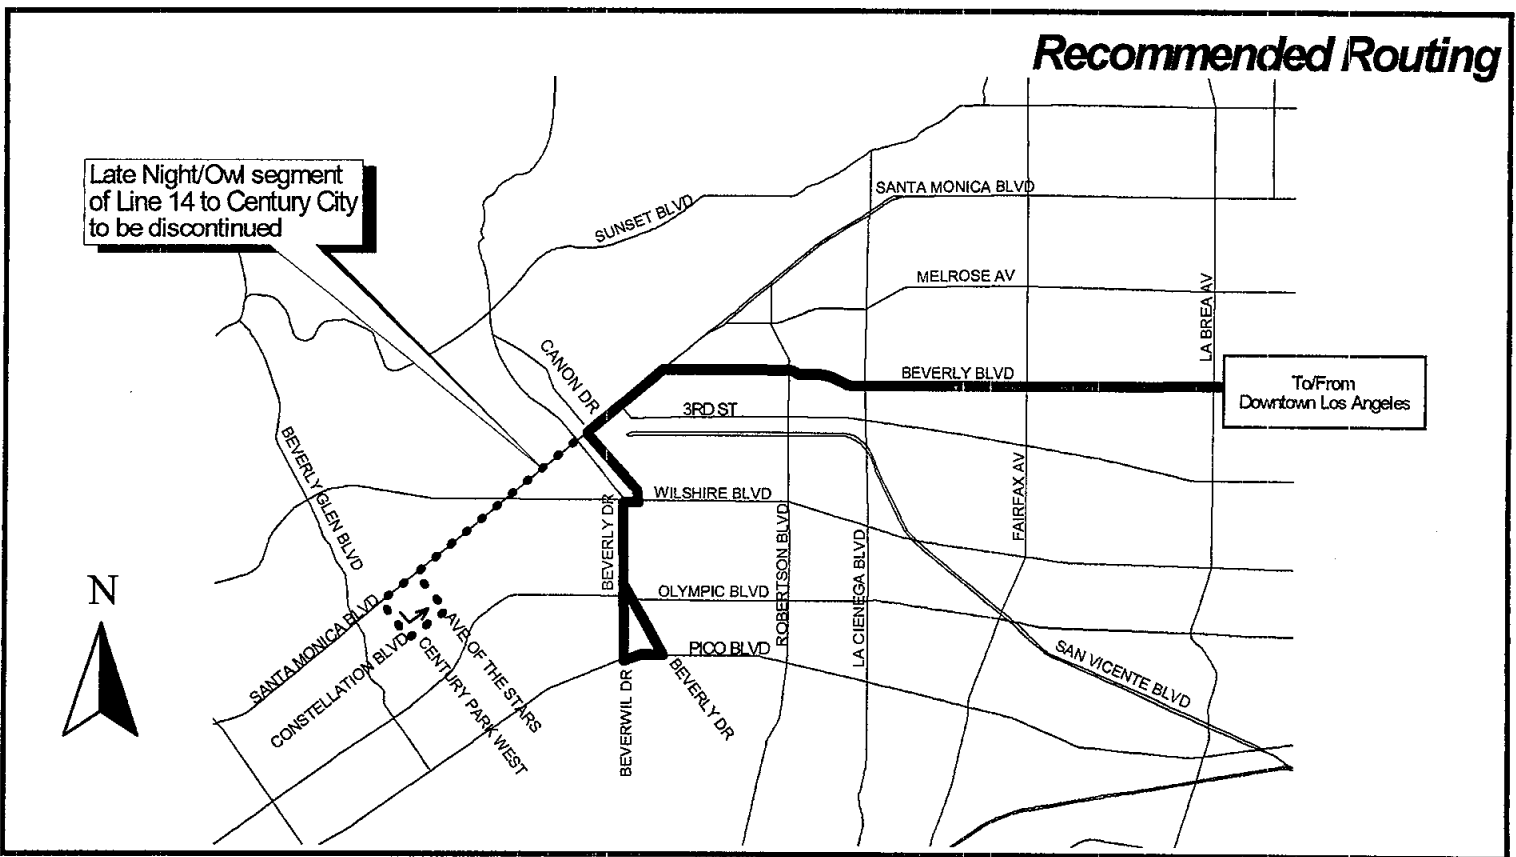 Recommended Routing
Late Night/Owl segment
of Line 14 to Century City
to be discontinued
SUNSET BLVD
SANTA MONICA BLVD
MELROSE AV
LA BREA AV
CANON DR
BEVERLY BLVD
To/From
Downtown Los Angeles
3RD ST
BEVERLY GLEN BLVD
FAIRFAX AV
WILSHIRE BLVD
BEVERLY DR
ROBERTSON BLVD
LA CIENEGA BLVD
N
OLYMPIC BLVD
SANTA MONICA BLVD
CONSTELLATION BLVD
AVE OF THE STARS
CENTURY PARK WEST
PICO BLVD
BEVERWIL DR
BEVERLY DR
SAN VICENTE BLVD